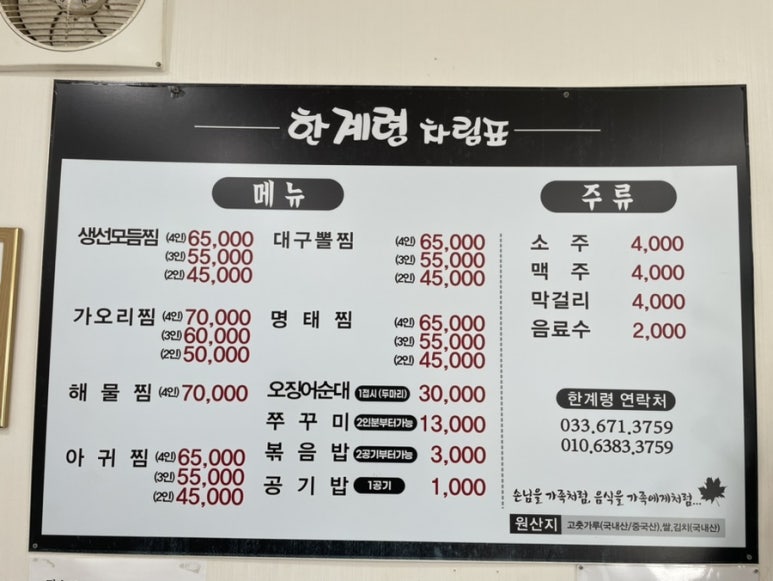 한계령 차림표
메뉴
생선모듬찜 (4인) 65,000
(3인) 55,000
(2인) 45,000
가오리찜 (4인) 70,000
(3인) 60,000
(2인) 50,000
해물찜 (4인) 70,000
아귀찜 (4인) 65,000
(3인) 55,000
(2인) 45,000
대구뽈찜 (4인) 65,000
(3인) 55,000
(2인) 45,000
명태찜 (4인) 65,000
(3인) 55,000
(2인) 45,000
오징어순대 1접시(두마리) 30,000
쭈꾸미 2인분부터가능 13,000
볶음밥 2공기부터가능 3,000
공기밥 1공기 1,000
주류
소주 4,000
맥주 4,000
막걸리 4,000
음료수 2,000
한계령 연락처
033,671,3759
010,6383,3759
손님을 가족처럼, 음식을 가족에게처럼...
원산지 고춧가루(국내산/중국산),쌀,김치(국내산)